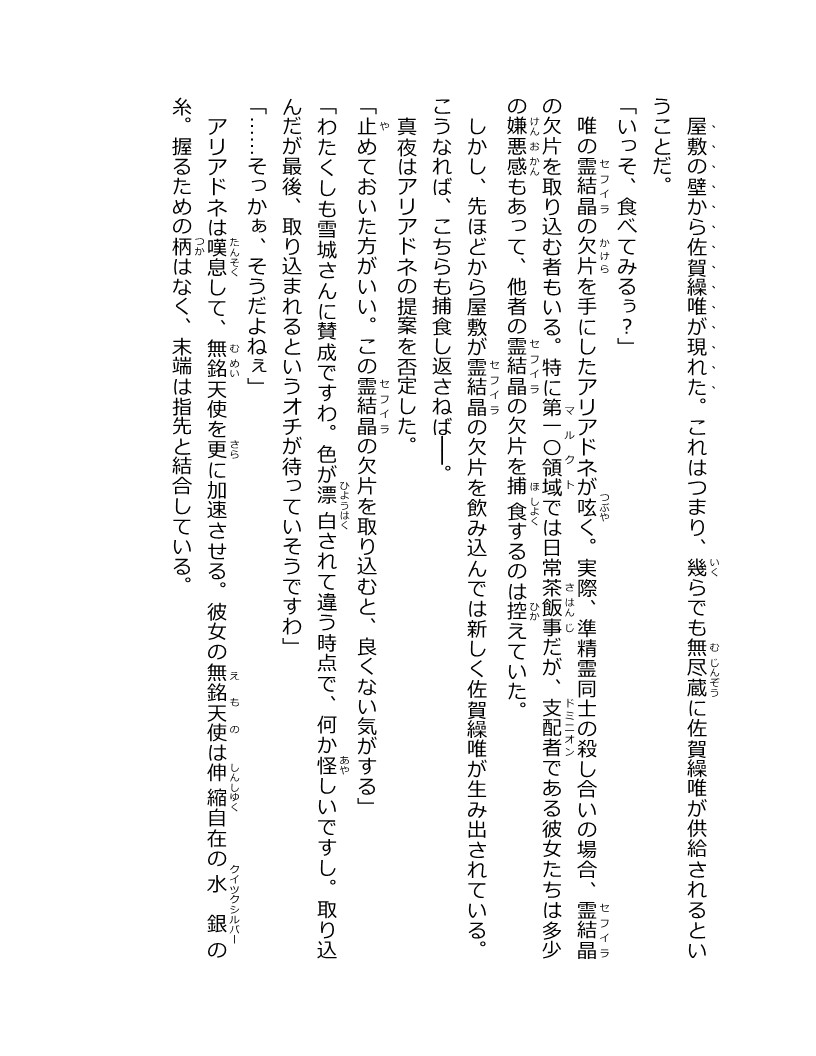 屋敷の壁から佐賀繰唯が現れた。これはつまり、幾らでも無尽蔵に佐賀繰唯が供給されるとい
うことだ。
「いっそ、食べてみるぅ？」
唯の霊結晶の欠片を手にしたアリアドネが呟く。実際、準精霊同士の殺し合いの場合、霊結晶
の欠片を取り込む者もいる。特に第一〇領域では日常茶飯事だが、支配者である彼女たちは多少
の嫌悪感もあって、他者の霊結晶の欠片を捕食するのは控えていた。
しかし、先ほどから屋敷が霊結晶の欠片を飲み込んでは新しく佐賀繰唯が生み出されている。
こうなれば、こちらも捕食し返さねば――。
真夜はアリアドネの提案を否定した。
「止めておいた方がいい。この霊結晶の欠片を取り込むと、良くない気がする」
「わたくしも雪城さんに賛成ですわ。色が漂白されて違う時点で、何か怪しいですし。取り込
んだが最後、取り込まれるというオチが待っていそうですわ」
「……そっかぁ、そうだよねぇ」
アリアドネは嘆息して、無銘天使を更に加速させる。彼女の無銘天使は伸縮自在の水銀の
糸。握るための柄はなく、末端は指先と結合している。